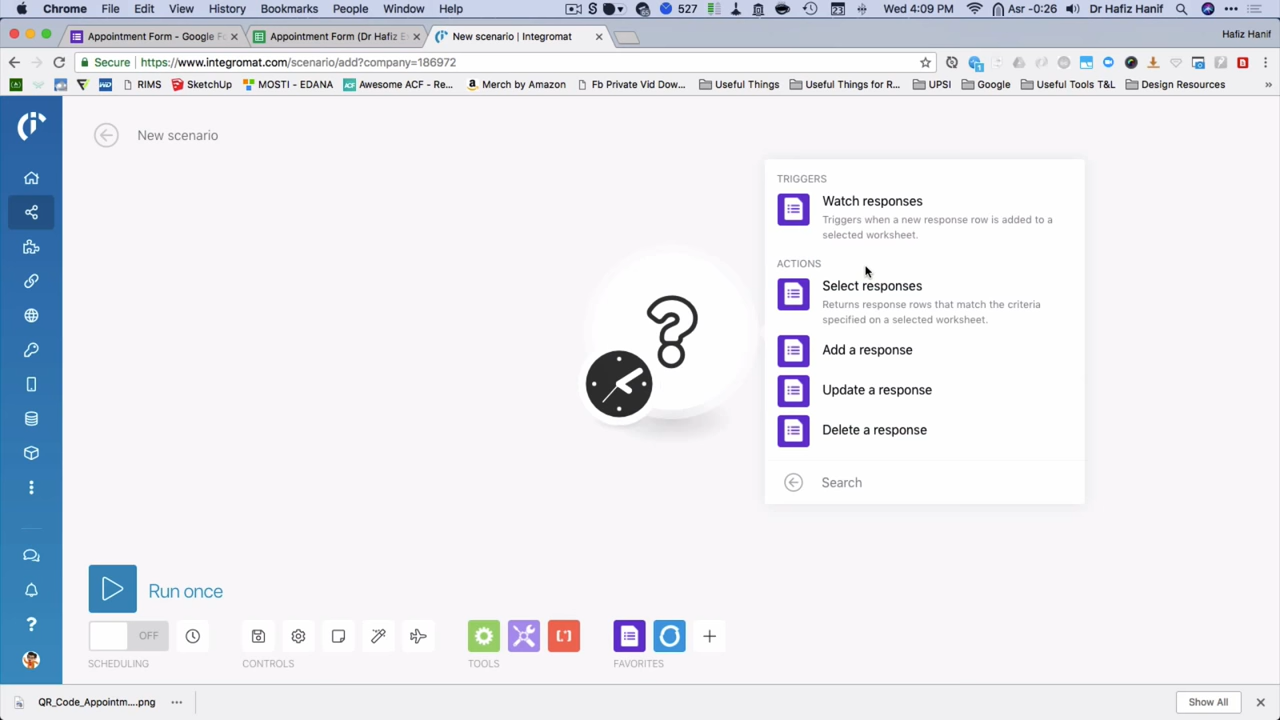 Chrome File Edit View History Bookmarks People Window Help 527 Wed 4:09 PM Asr -0:26 Dr Hafiz Hanif
Appointment Form - Google Fo Appointment Form (Dr Hafiz E New scenario | Integromat Hafiz Hanif
Secure https://www.integromat.com/scenario/add?company=186972
RIMS SketchUp MOSTI - EDANA Awesome ACF - Re... Merch by Amazon Fb Private Vid Dow... Useful Things Useful Things for R... UPSI Google Useful Tools T&L Design Resources »
New scenario
TRIGGERS
Watch responses
Triggers when a new response row is added to a
selected worksheet.
ACTIONS
Select responses
Returns response rows that match the criteria
specified on a selected worksheet.
Add a response
Update a response
Delete a response
Search
Run once
OFF
SCHEDULING CONTROLS TOOLS FAVORITES
QR_Code_Appointm....png Show All